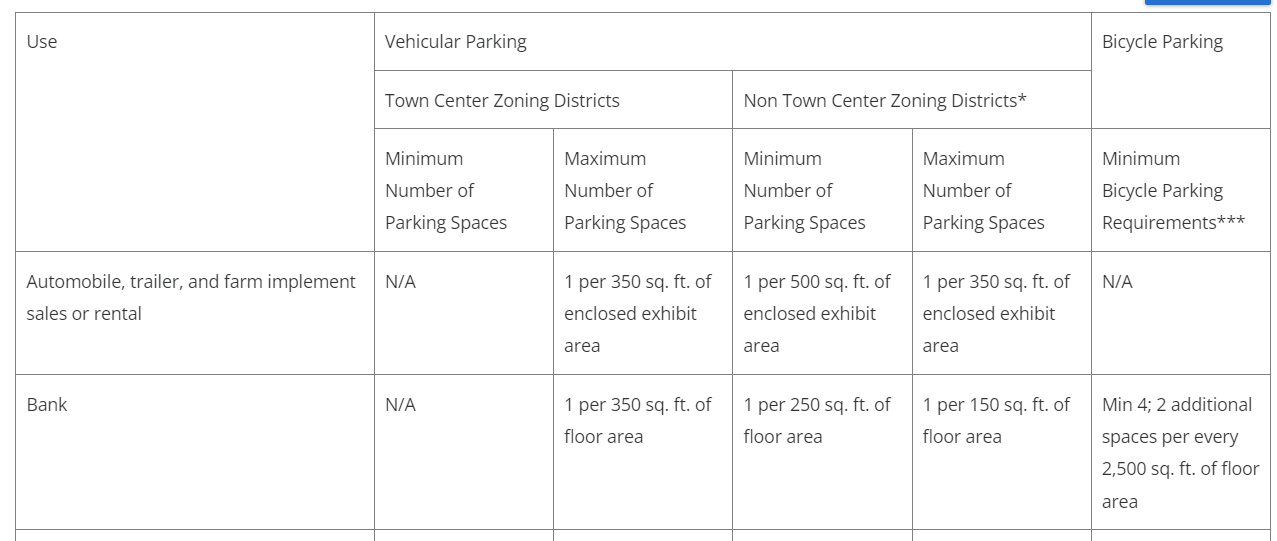 Use
Vehicular Parking
Bicycle Parking
Town Center Zoning Districts
Non Town Center Zoning Districts*
Minimum
Number of
Parking Spaces
Maximum
Number of
Parking Spaces
Minimum
Number of
Parking Spaces
Maximum
Number of
Parking Spaces
Minimum
Bicycle Parking
Requirements***
Automobile, trailer, and farm implement
sales or rental
N/A
1 per 350 sq. ft. of
enclosed exhibit
area
1 per 500 sq. ft. of
enclosed exhibit
area
1 per 350 sq. ft. of
enclosed exhibit
area
N/A
Bank
N/A
1 per 350 sq. ft. of
floor area
1 per 250 sq. ft. of
floor area
1 per 150 sq. ft. of
floor area
Min 4; 2 additional
spaces per every
2,500 sq. ft. of floor
area